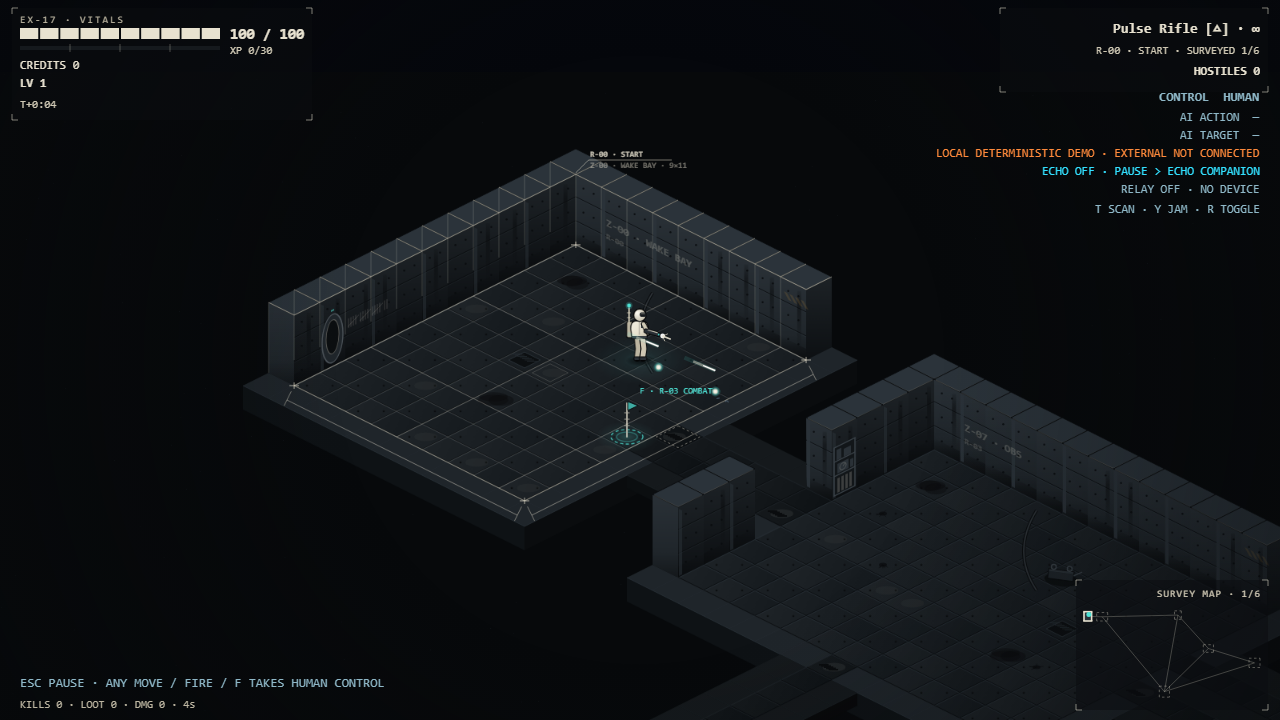 EX-17 · VITALS
100 / 100
XP 0/30
CREDITS 0
LV 1
T+0:04
Pulse Rifle [▲] · ∞
R-00 · START · SURVEYED 1/6
HOSTILES 0
CONTROL HUMAN
AI ACTION —
AI TARGET —
LOCAL DETERMINISTIC DEMO · EXTERNAL NOT CONNECTED
ECHO OFF · PAUSE > ECHO COMPANION
RELAY OFF · NO DEVICE
T SCAN · Y JAM · R TOGGLE
R-00 · START
Z-00 · WAKE BAY · 9×11
Z-00 · WAKE BAY
R-00
F · R-03 COMBAT
Z-07 · OBS
SURVEY MAP · 1/6
ESC PAUSE · ANY MOVE / FIRE / F TAKES HUMAN CONTROL
KILLS 0 · LOOT 0 · DMG 0 · 4s